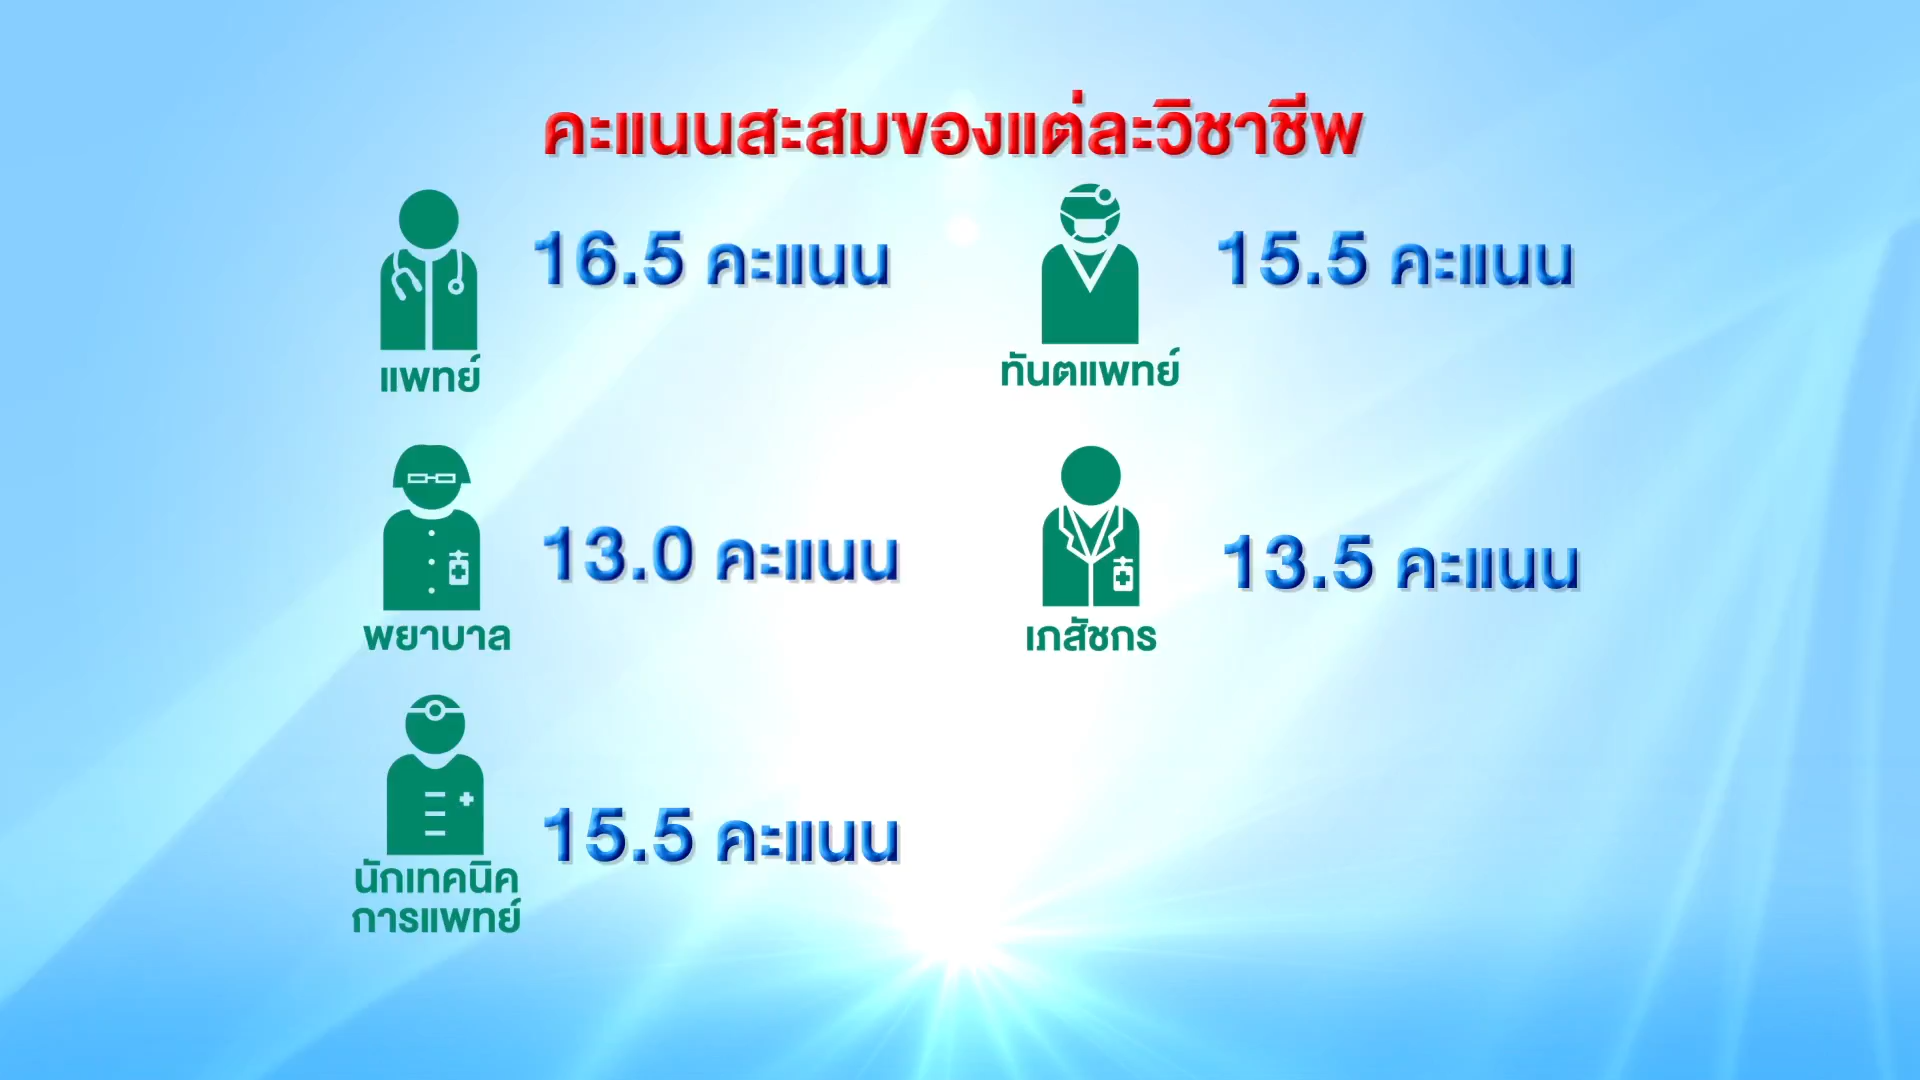 คะแนนสะสมของแต่ละวิชาชีพ
16.5 คะแนน
แพทย์
15.5 คะแนน
ทันตแพทย์
13.0 คะแนน
พยาบาล
13.5 คะแนน
เภสัชกร
15.5 คะแนน
นักเทคนิค
การแพทย์